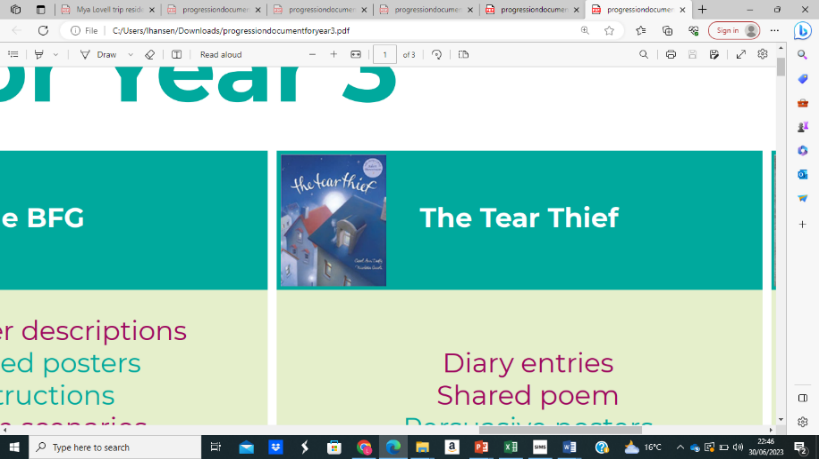 Mya Lovell trip resid
progressiondocumen
progressiondocumen
progressiondocumen
progressiondocumen
progressiondocumen
File
C:/Users/lhansen/Downloads/progressiondocumentforyear3.pdf
Sign in
Draw
Read aloud
1
of 3
or Year 3
e BFG
the tear thief
The Tear Thief
er descriptions
ed posters
tructions
Diary entries
Shared poem
Persuasive posters
Type here to search
16°C
22:46
30/06/2023